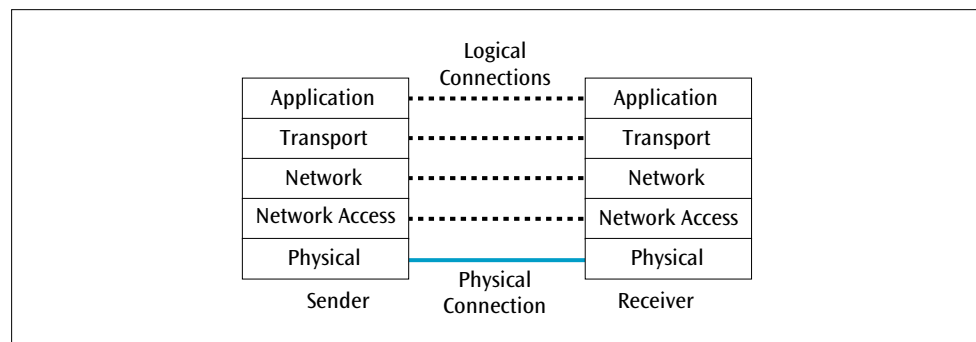 Logical
Connections
Application Application
Transport Transport
Network Network
Network Access Network Access
Physical Physical
Physical
Connection
Sender Receiver